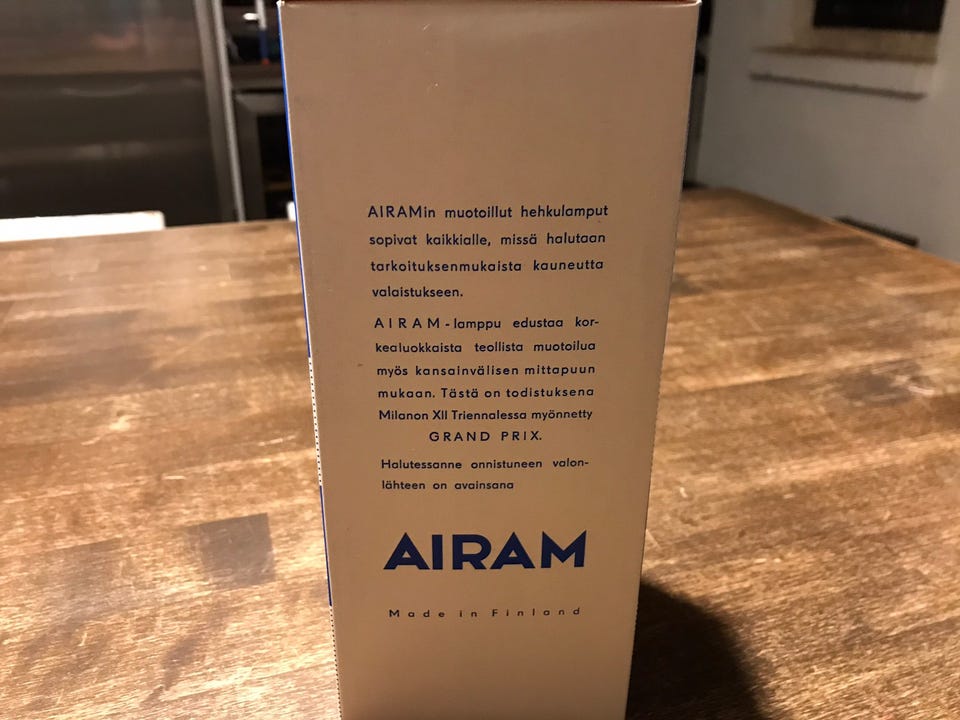 AIRAMin muotoillut hehkulamput
sopivat kaikkialle, missä halutaan
tarkoituksenmukaista kauneutta
valaistukseen.
AIRAM-lamppu edustaa kor-
kealuokkaista teollista muotoilua
myös kansainvälisen mittapuun
mukaan. Tästä on todistuksena
Milanon XII Triennalessa myönnetty
GRAND PRIX.
Halutessanne onnistuneen valon-
lähteen on avainsana
AIRAM
Made in Finland